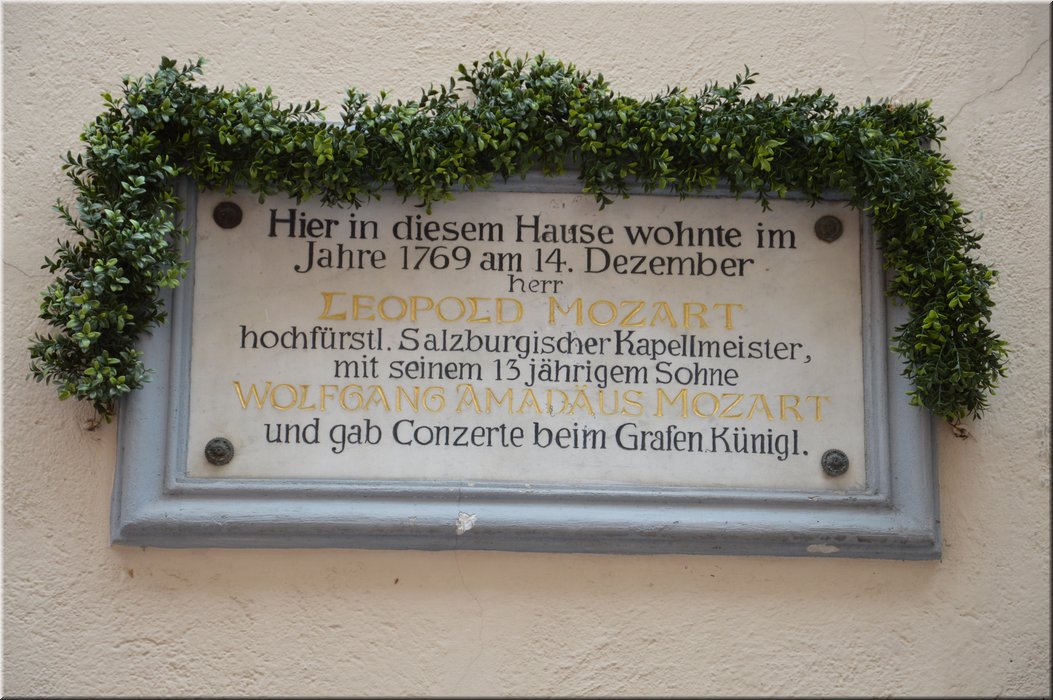 Hier in diesem Hause wohnte im
Jahre 1769 am 14. Dezember
herr
LEOPOLD MOZART
hochfürstl. Salzburgischer Kapellmeister,
mit seinem 13 jährigem Sohne
WOLFGANG AMADÄUS MOZART
und gab Conzerte beim Grafen Künigl.